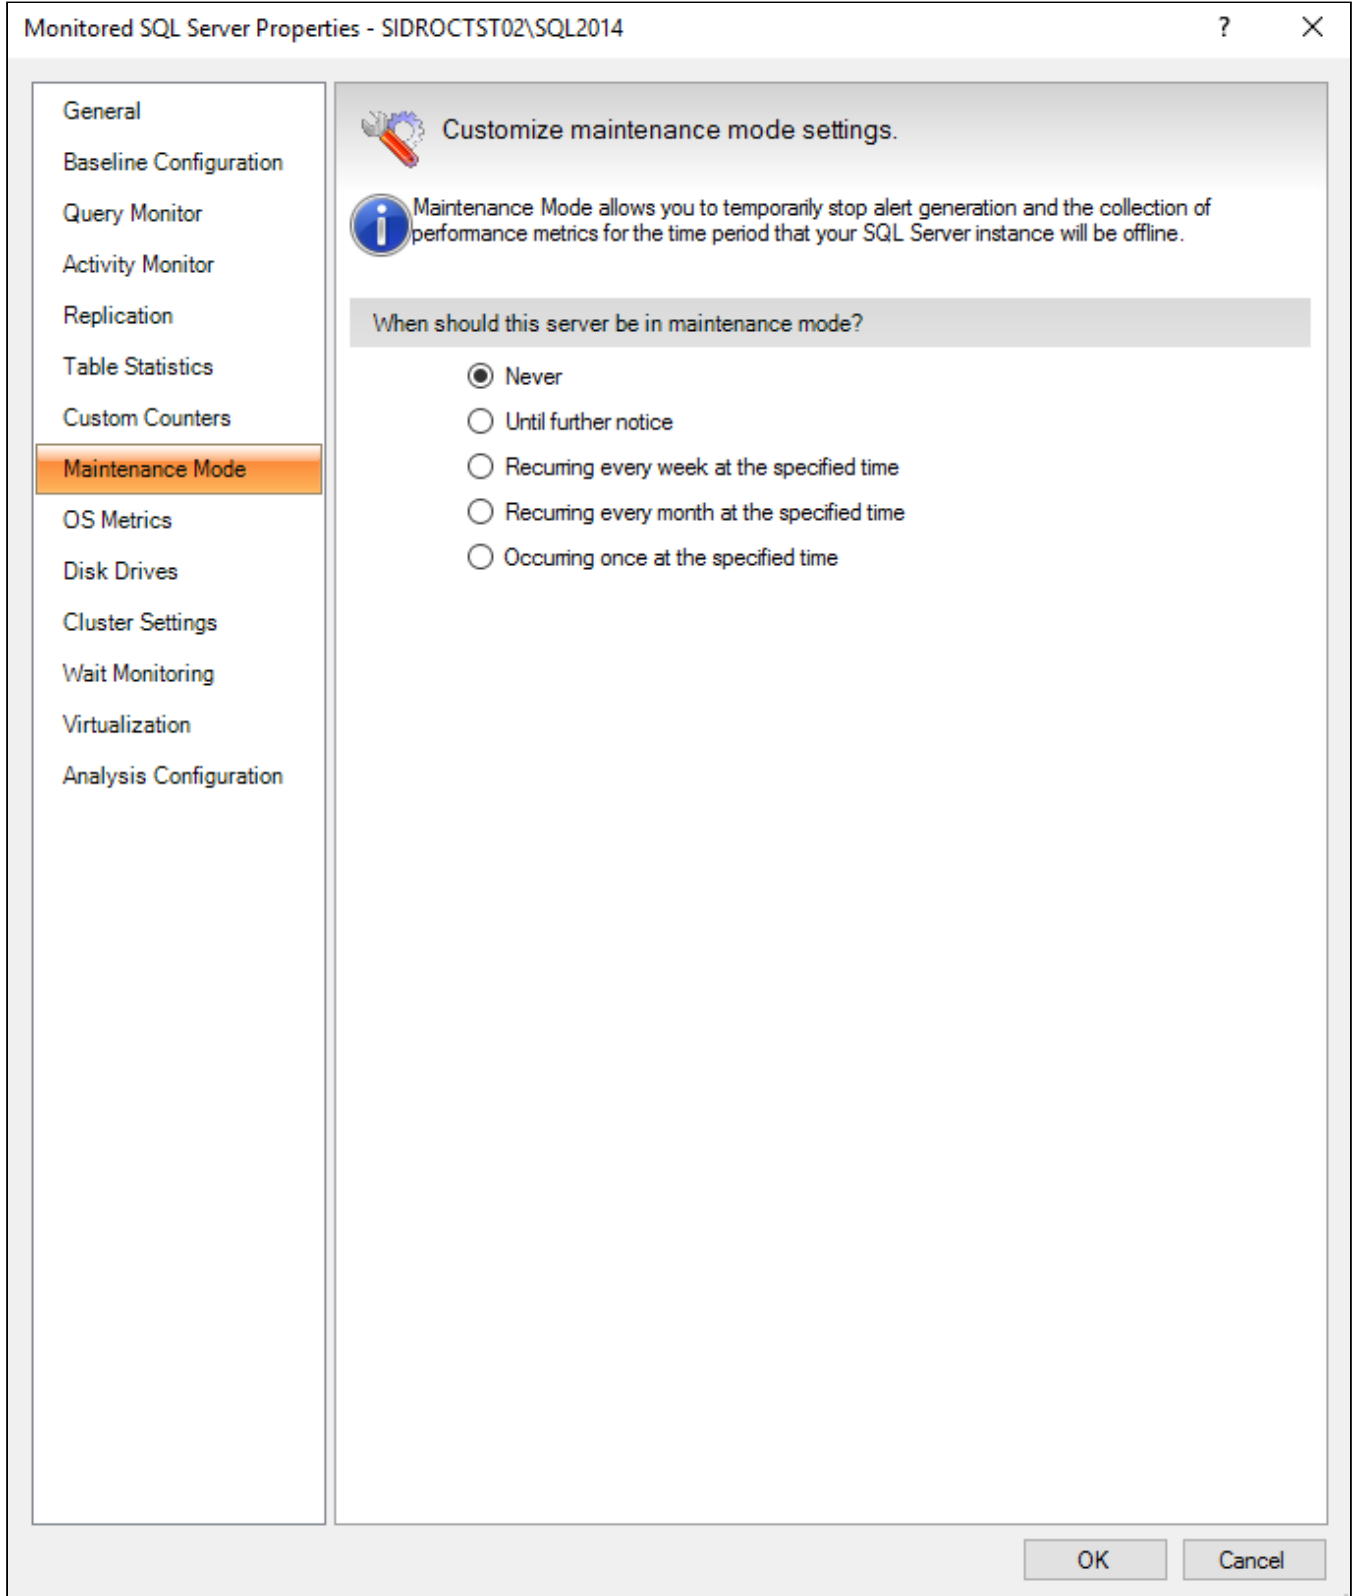 Monitored SQL Server Properties - SIDROCTST02\SQL2014
?
General
Baseline Configuration
Query Monitor
Activity Monitor
Replication
Table Statistics
Custom Counters
Maintenance Mode
OS Metrics
Disk Drives
Cluster Settings
Wait Monitoring
Virtualization
Analysis Configuration
Customize maintenance mode settings.
Maintenance Mode allows you to temporarily stop alert generation and the collection of
performance metrics for the time period that your SQL Server instance will be offline.
When should this server be in maintenance mode?
Never
Until further notice
Recurring every week at the specified time
Recurring every month at the specified time
Occurring once at the specified time
OK
Cancel